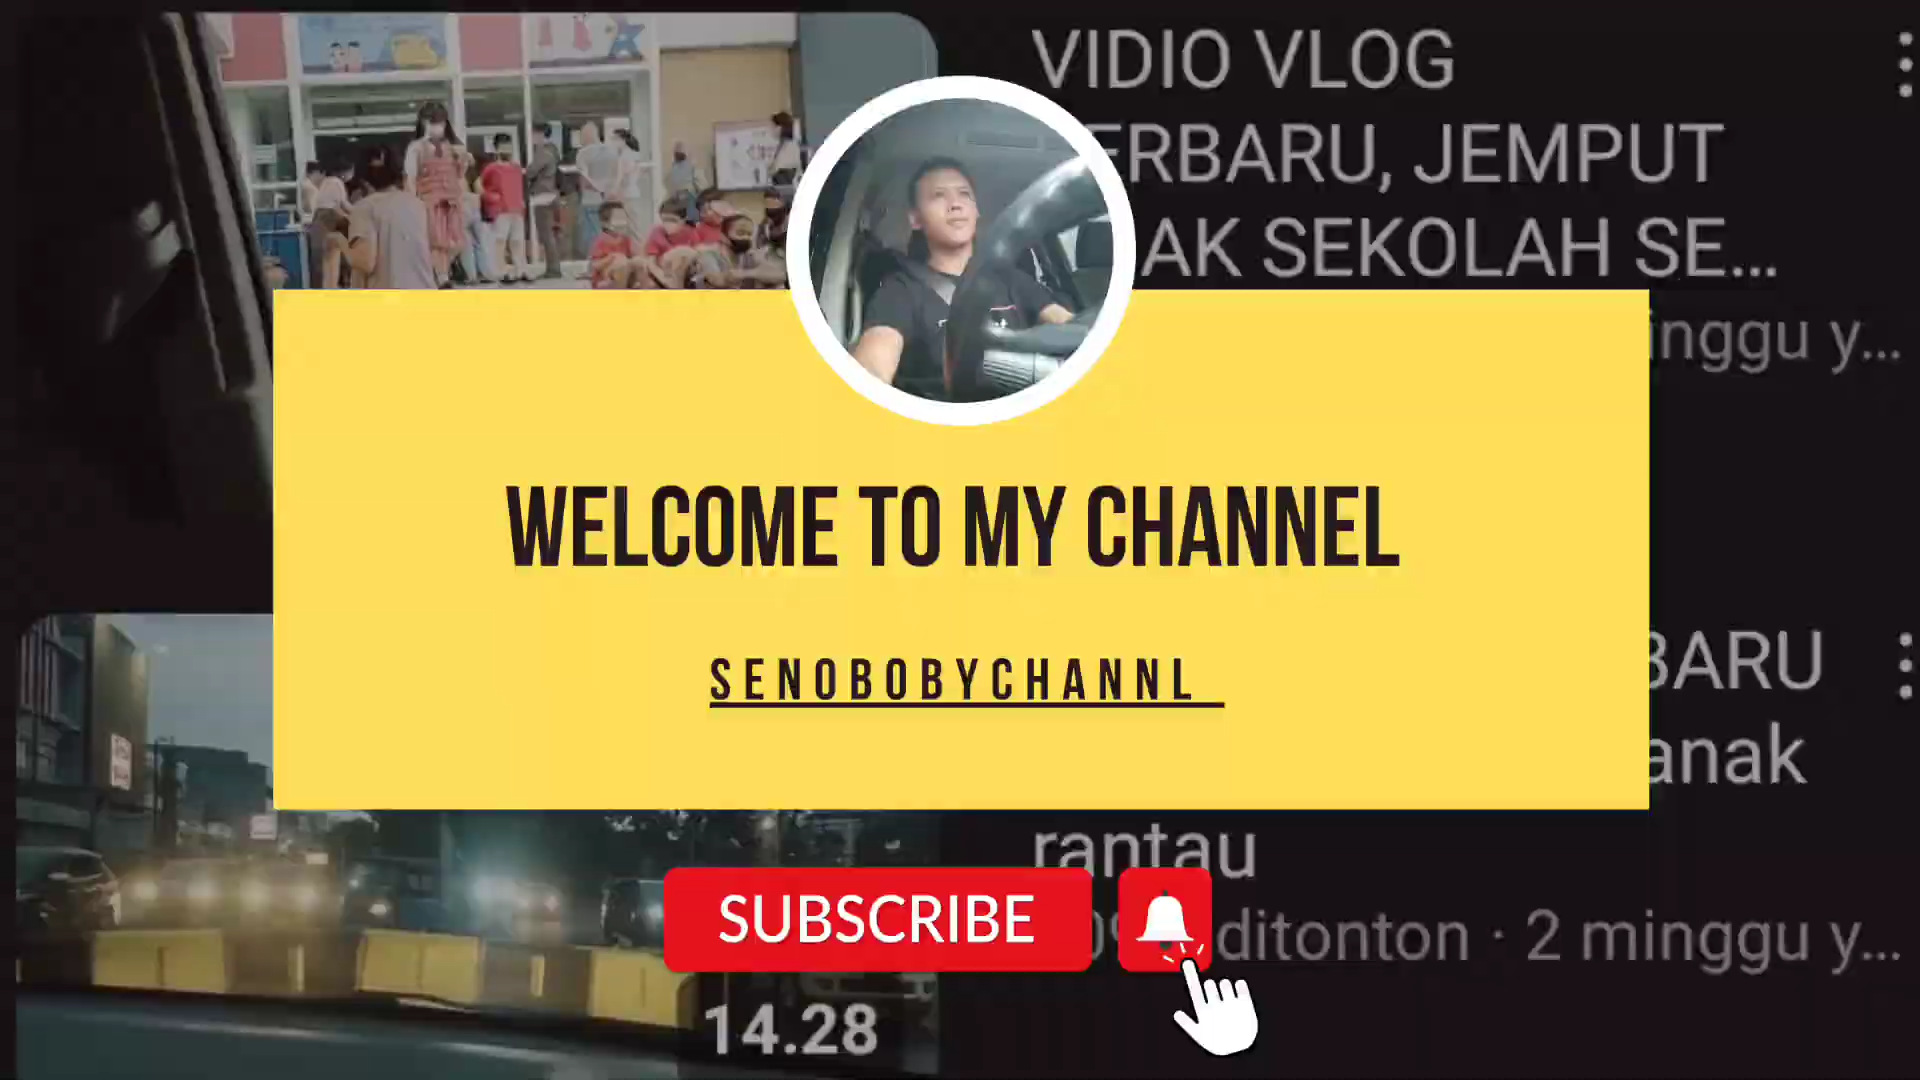 VIDIO VLOG
ERBARU, JEMPUT
AK SEKOLAH SE...
inggu y...
WELCOME TO MY CHANNEL
SENOBOBYCHANNL
BARU
anak
rantau
SUBSCRIBE
ditonton · 2 minggu y...
14.28